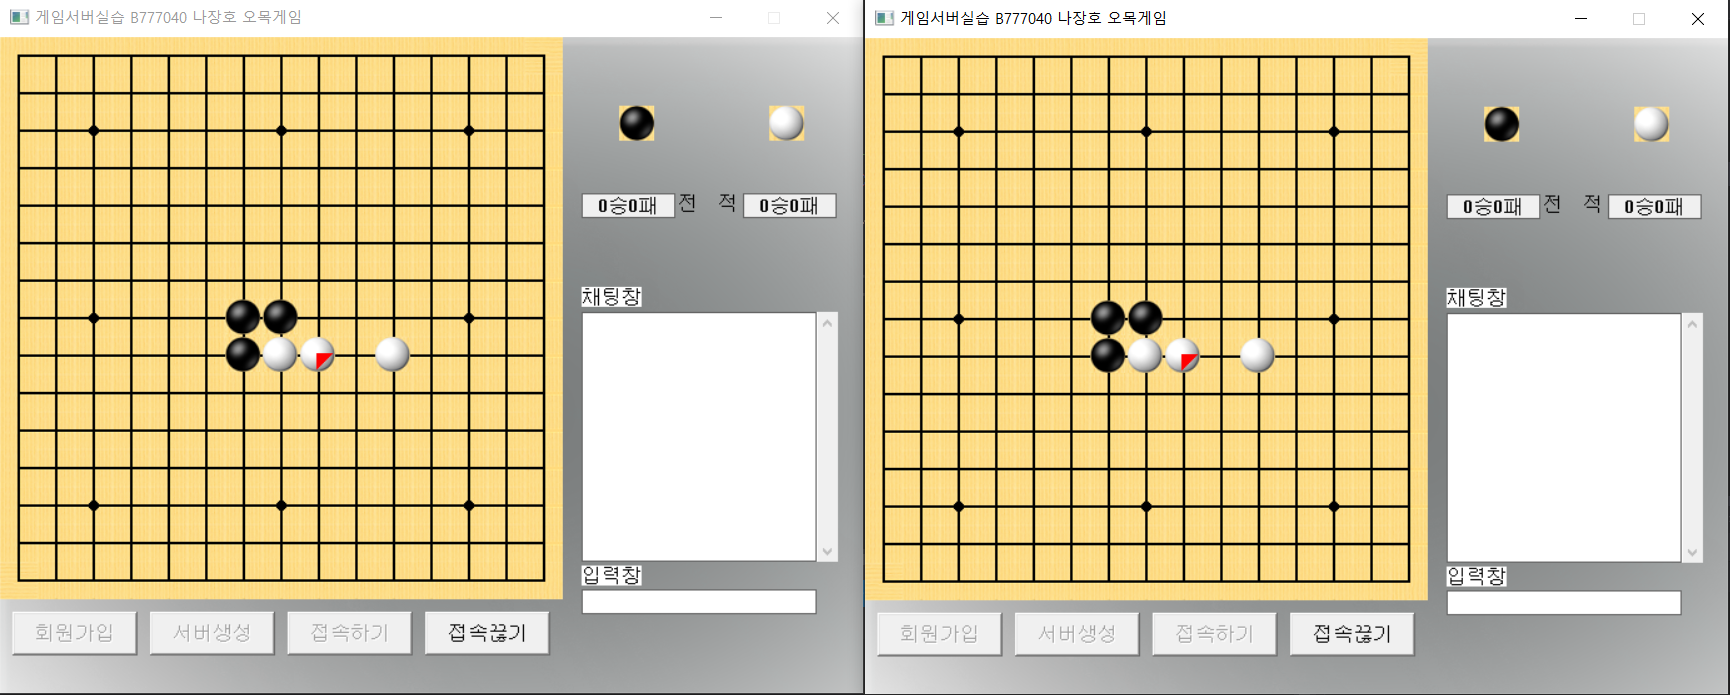 게임서버실습 B777040 나장호 오목게임
0승0패 전 적 0승0패
채팅창
입력창
회원가입 서버생성 접속하기 접속끊기
게임서버실습 B777040 나장호 오목게임
0승0패 전 적 0승0패
채팅창
입력창
회원가입 서버생성 접속하기 접속끊기